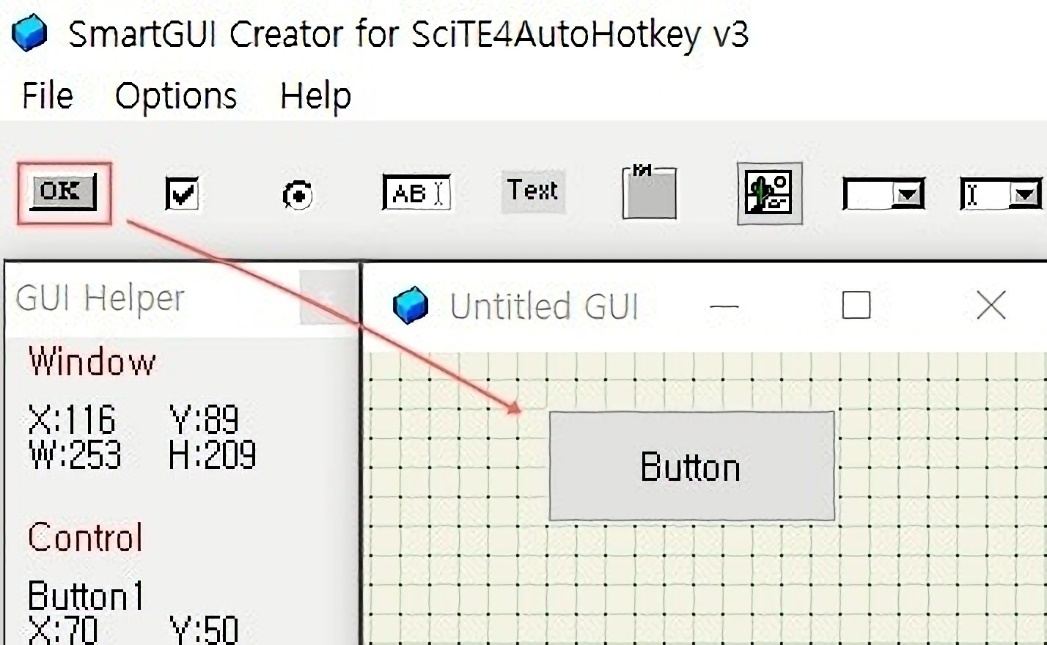 SmartGUI Creator for SciTE4AutoHotkey v3
File Options Help
OK AB Text
GUI Helper
Untitled GUI
Window
X:116 Y:89
W:253 H:209
Button
Control
Button1
X:70 Y:50